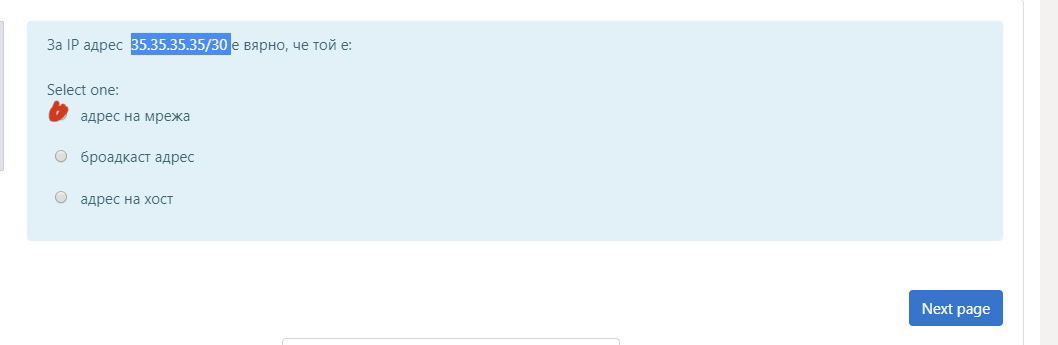 За IP адрес 35.35.35.35/30 е вярно, че той е:
Select one:
адрес на мрежа
броадкаст адрес
адрес на хост
Next page